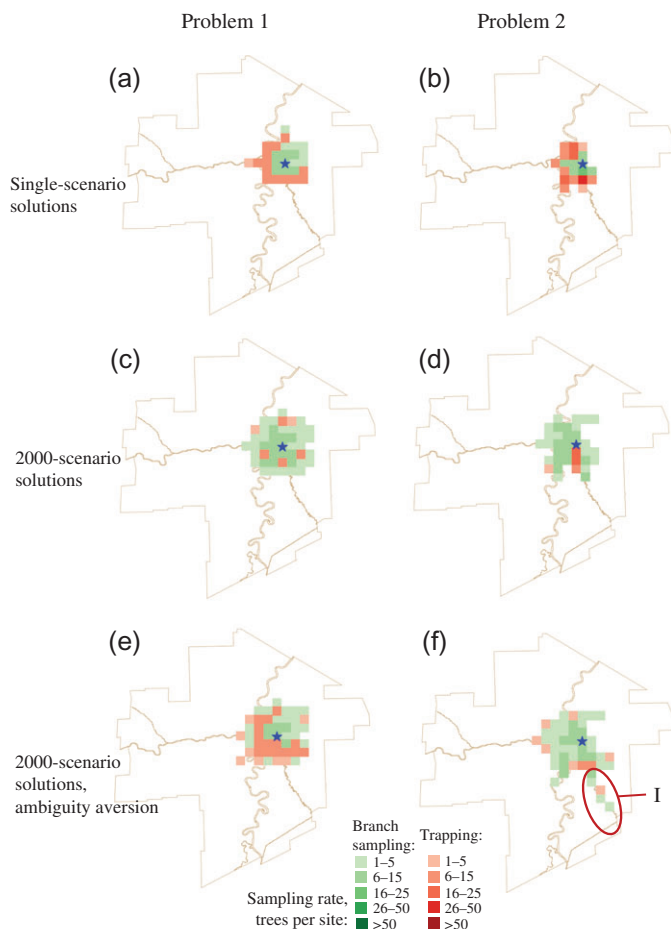 Problem 1
Problem 2
(a)
(b)
Single-scenario
solutions
(c)
(d)
2000-scenario
solutions
(e)
(f)
2000-scenario
solutions,
ambiguity aversion
I
Branch
sampling:
Trapping:
Sampling rate,
trees per site:
1–5
6–15
16–25
26–50
>50
1–5
6–15
16–25
26–50
>50